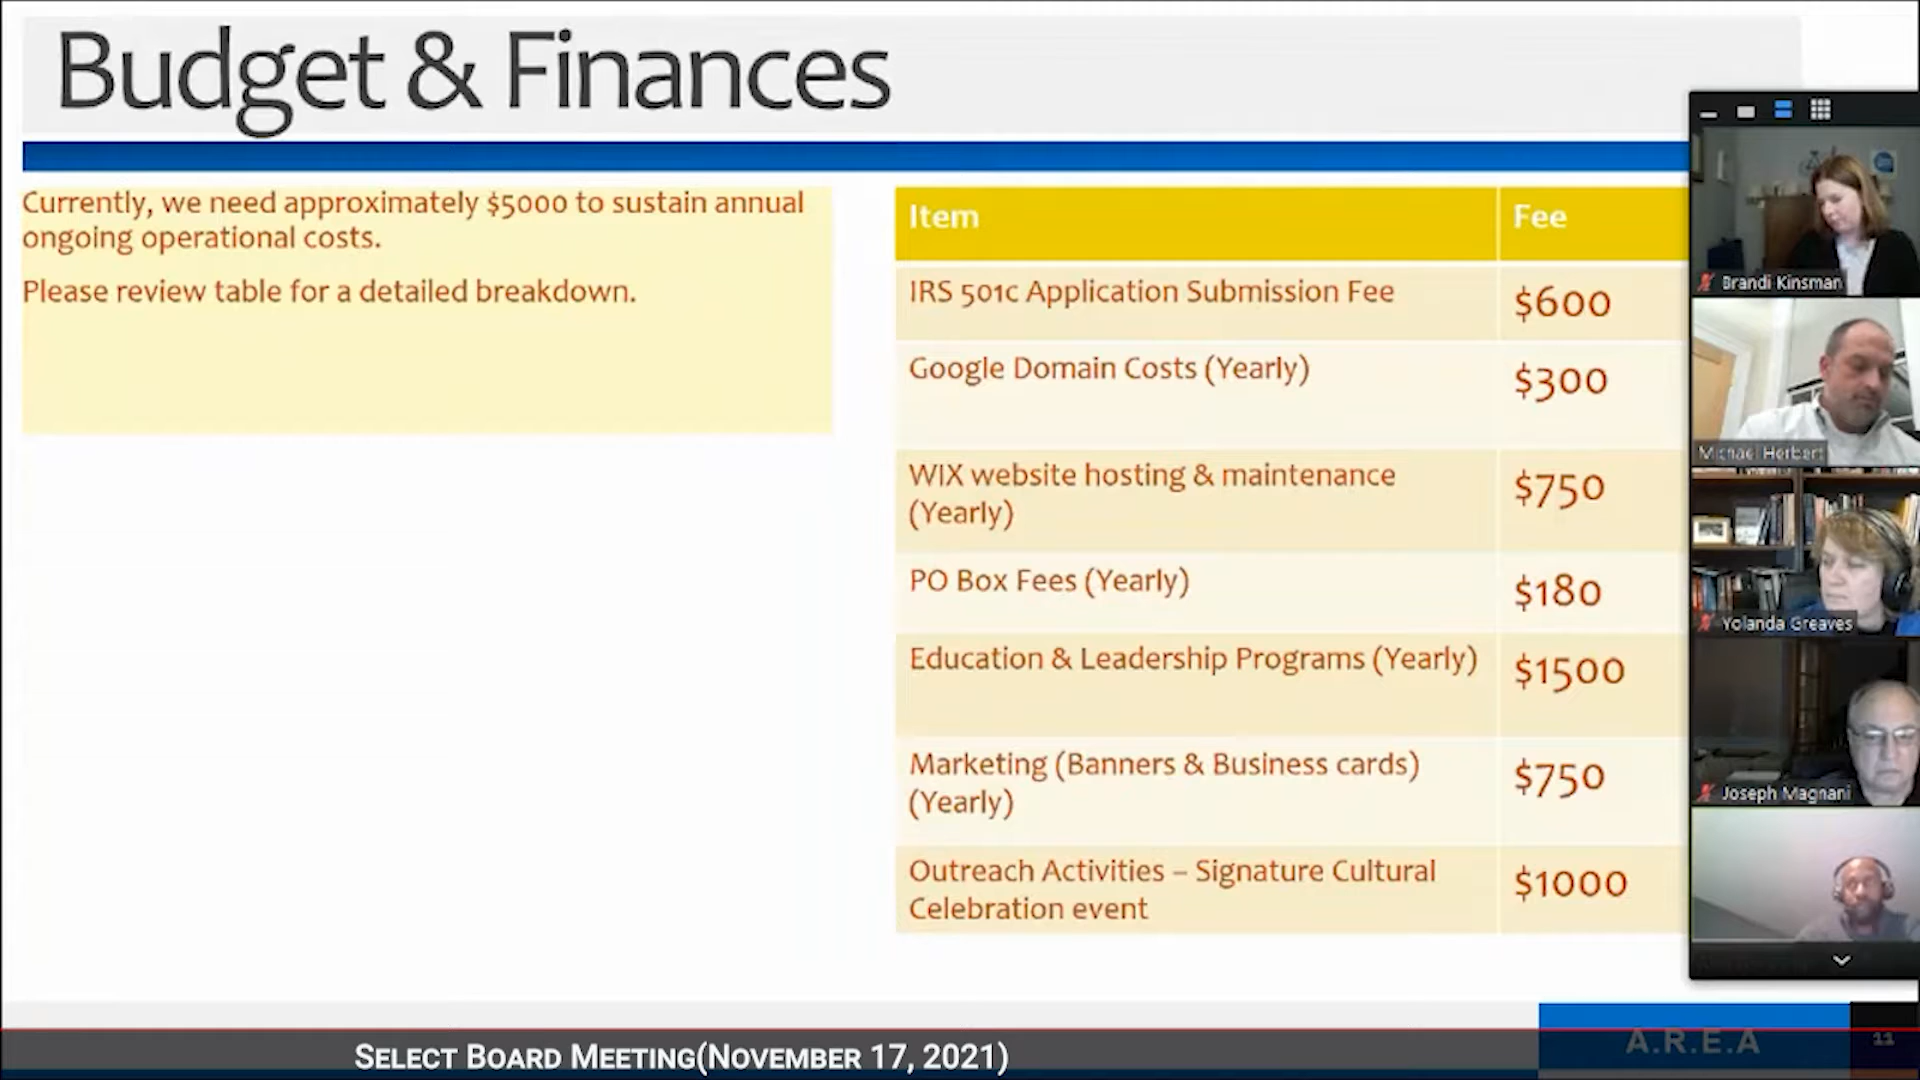 Budget & Finances
Currently, we need approximately $5000 to sustain annual
ongoing operational costs.
Please review table for a detailed breakdown.
Item Fee
IRS 501c Application Submission Fee $600
Google Domain Costs (Yearly) $300
WIX website hosting & maintenance
(Yearly) $750
PO Box Fees (Yearly) $180
Education & Leadership Programs (Yearly) $1500
Marketing (Banners & Business cards)
(Yearly) $750
Outreach Activities – Signature Cultural
Celebration event $1000
Brandi Kinsman
Michael Herbert
Yolanda Greaves
Joseph Magnani
A.R.E.A 11
SELECT BOARD MEETING(NOVEMBER 17, 2021)